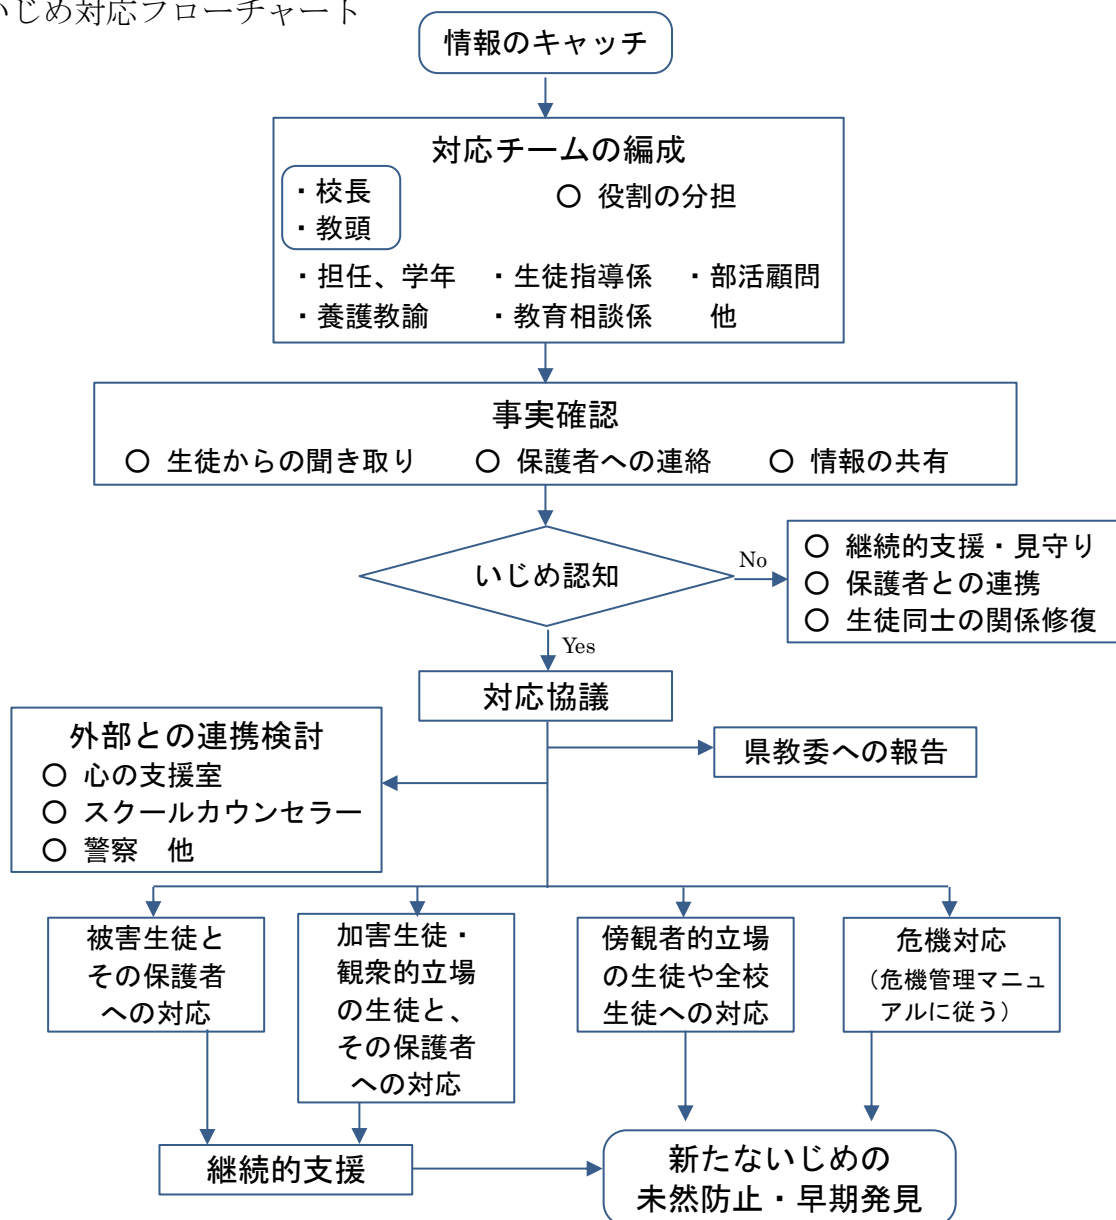 いじめ対応フローチャート
情報のキャッチ
対応チームの編成
・校長
・教頭
○ 役割の分担
・担任、学年 ・生徒指導係 ・部活顧問
・養護教諭 ・教育相談係 他
事実確認
○ 生徒からの聞き取り ○ 保護者への連絡 ○ 情報の共有
いじめ認知
No
○ 継続的支援・見守り
○ 保護者との連携
○ 生徒同士の関係修復
Yes
対応協議
県教委への報告
外部との連携検討
○ 心の支援室
○ スクールカウンセラー
○ 警察 他
被害生徒と
その保護者
への対応
加害生徒・
観衆的立場
の生徒と、
その保護者
への対応
傍観者的立場
の生徒や全校
生徒への対応
危機対応
（危機管理マニュ
アルに従う）
継続的支援
新たないじめの
未然防止・早期発見